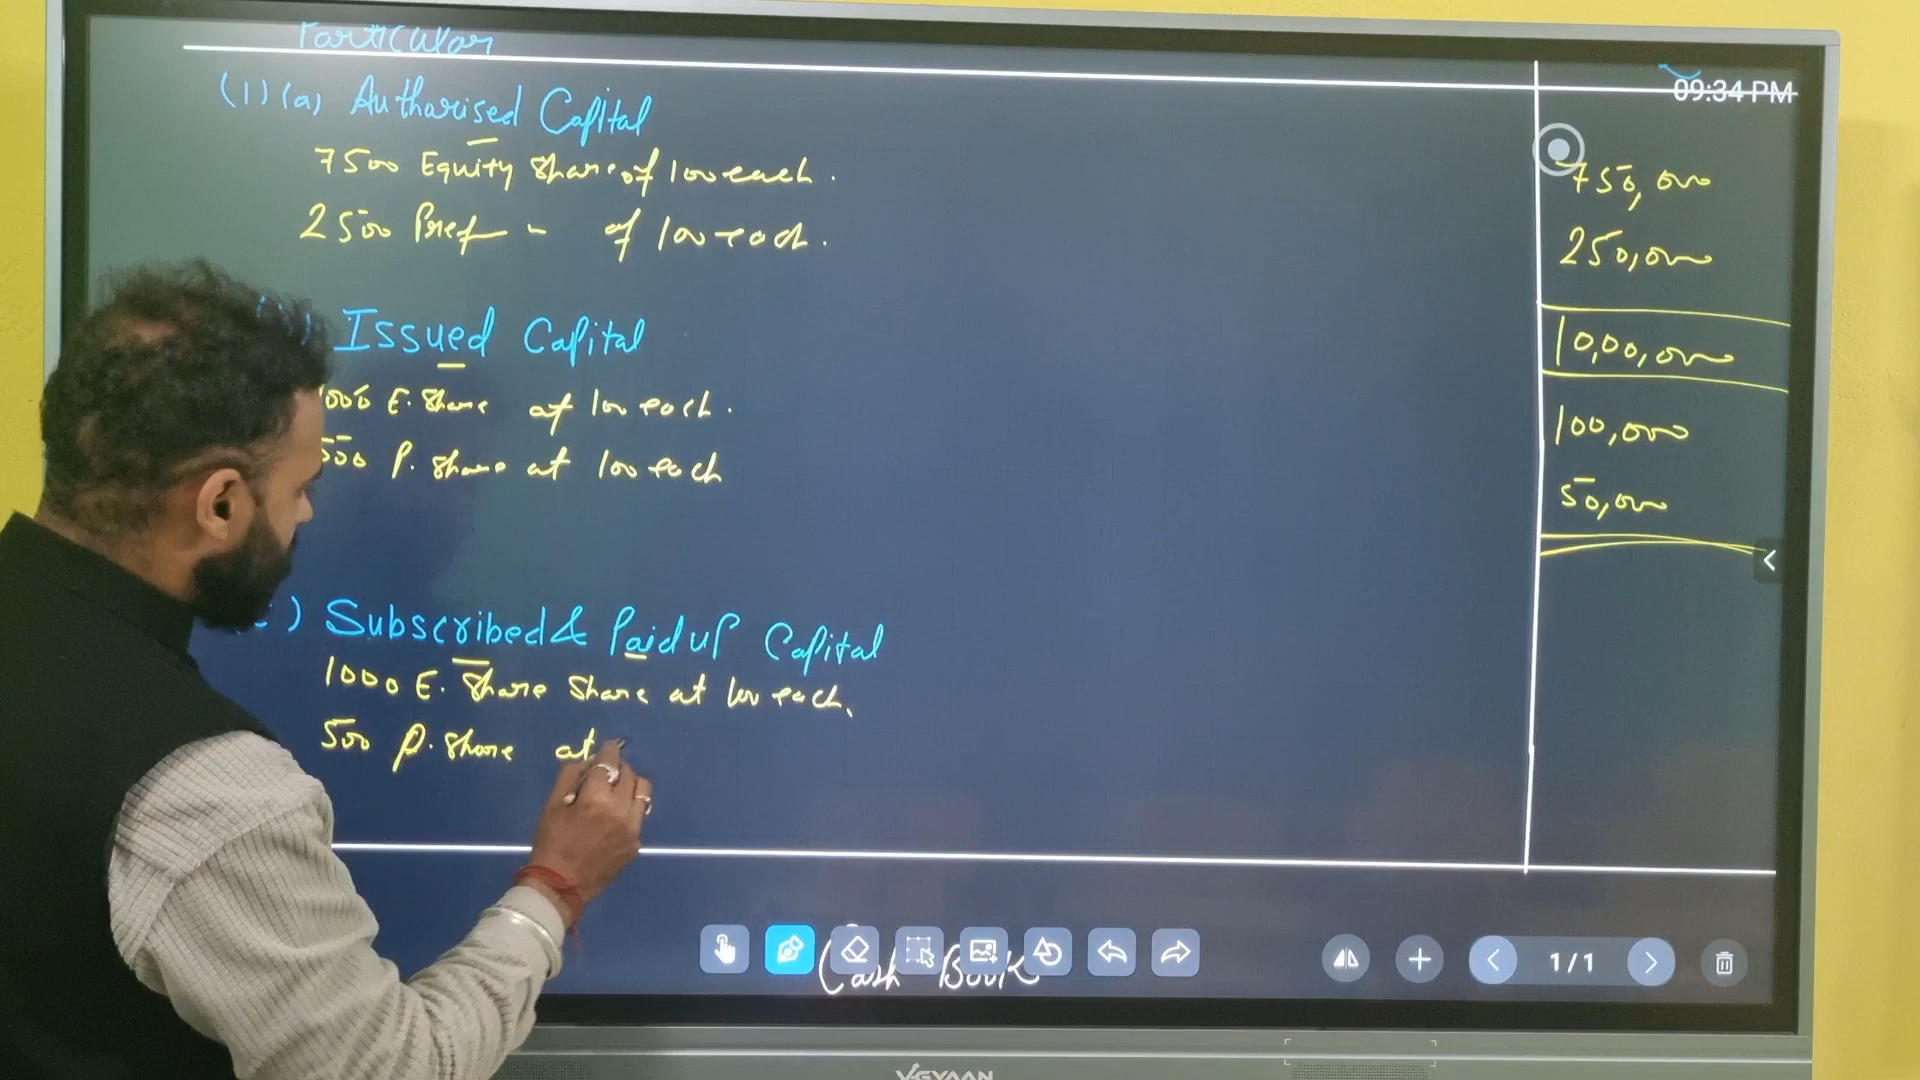 Particular
09:34 PM
(1) (a) Autharised Capital
7500 Equity Share of 100 each.
750,000
2500 Pref ~ of 100 each.
250,000
10,00,000
) Issued Capital
1000 E. Share at 100 each.
100,000
500 P. Share at 100 each
50,000
) Subscribed & Paid up Capital
1000 E. Share Share at 100 each.
500 P. Share at
Cash Book
1/1
V-GYAAN